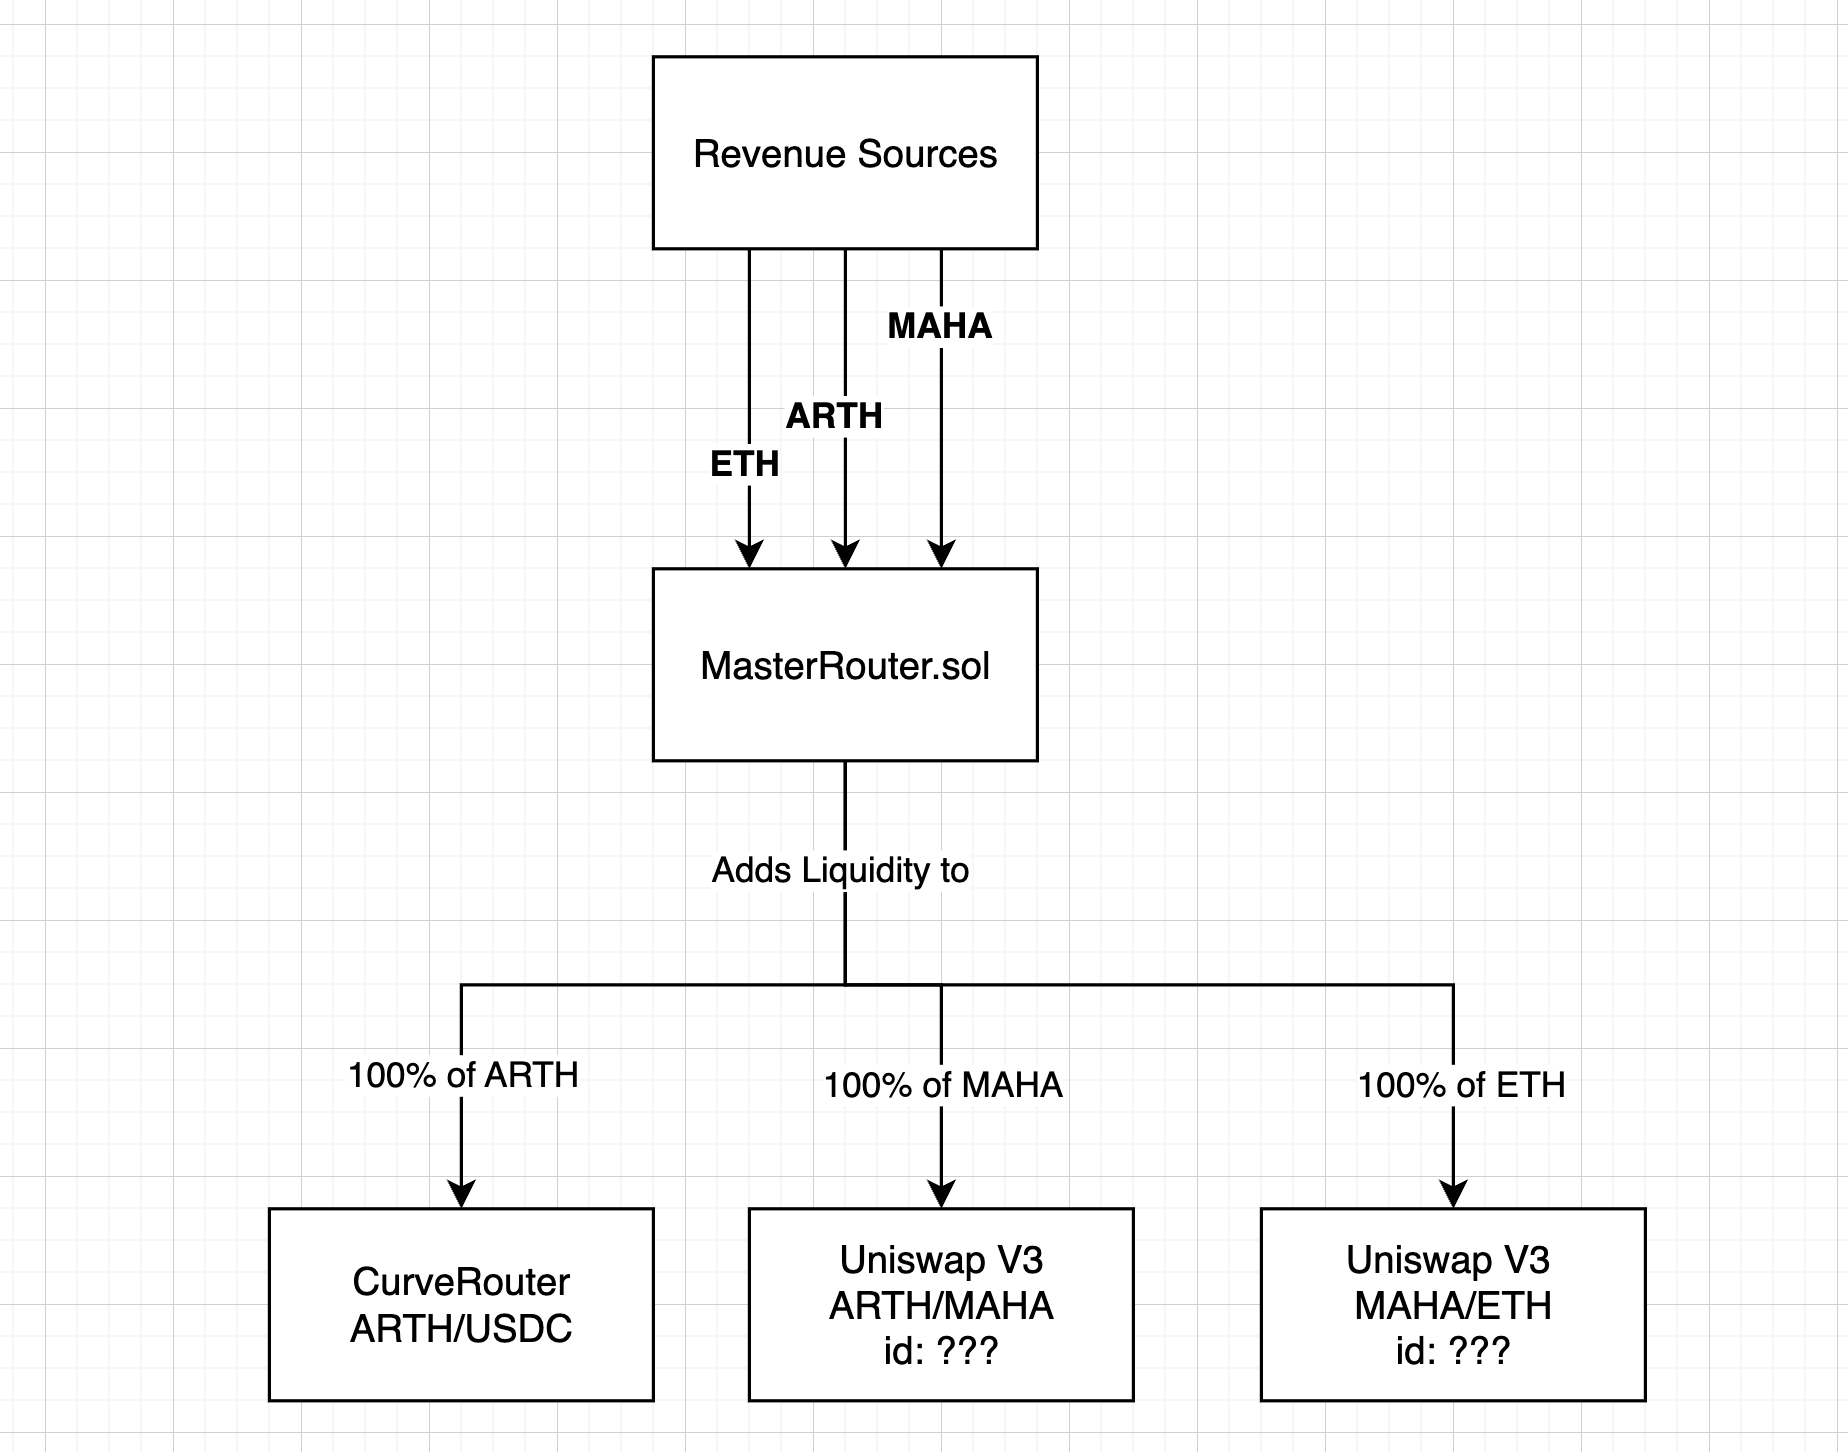 Revenue Sources
MAHA
ARTH
ETH
MasterRouter.sol
Adds Liquidity to
100% of ARTH
100% of MAHA
100% of ETH
CurveRouter
ARTH/USDC
Uniswap V3
ARTH/MAHA
id: ???
Uniswap V3
MAHA/ETH
id: ???